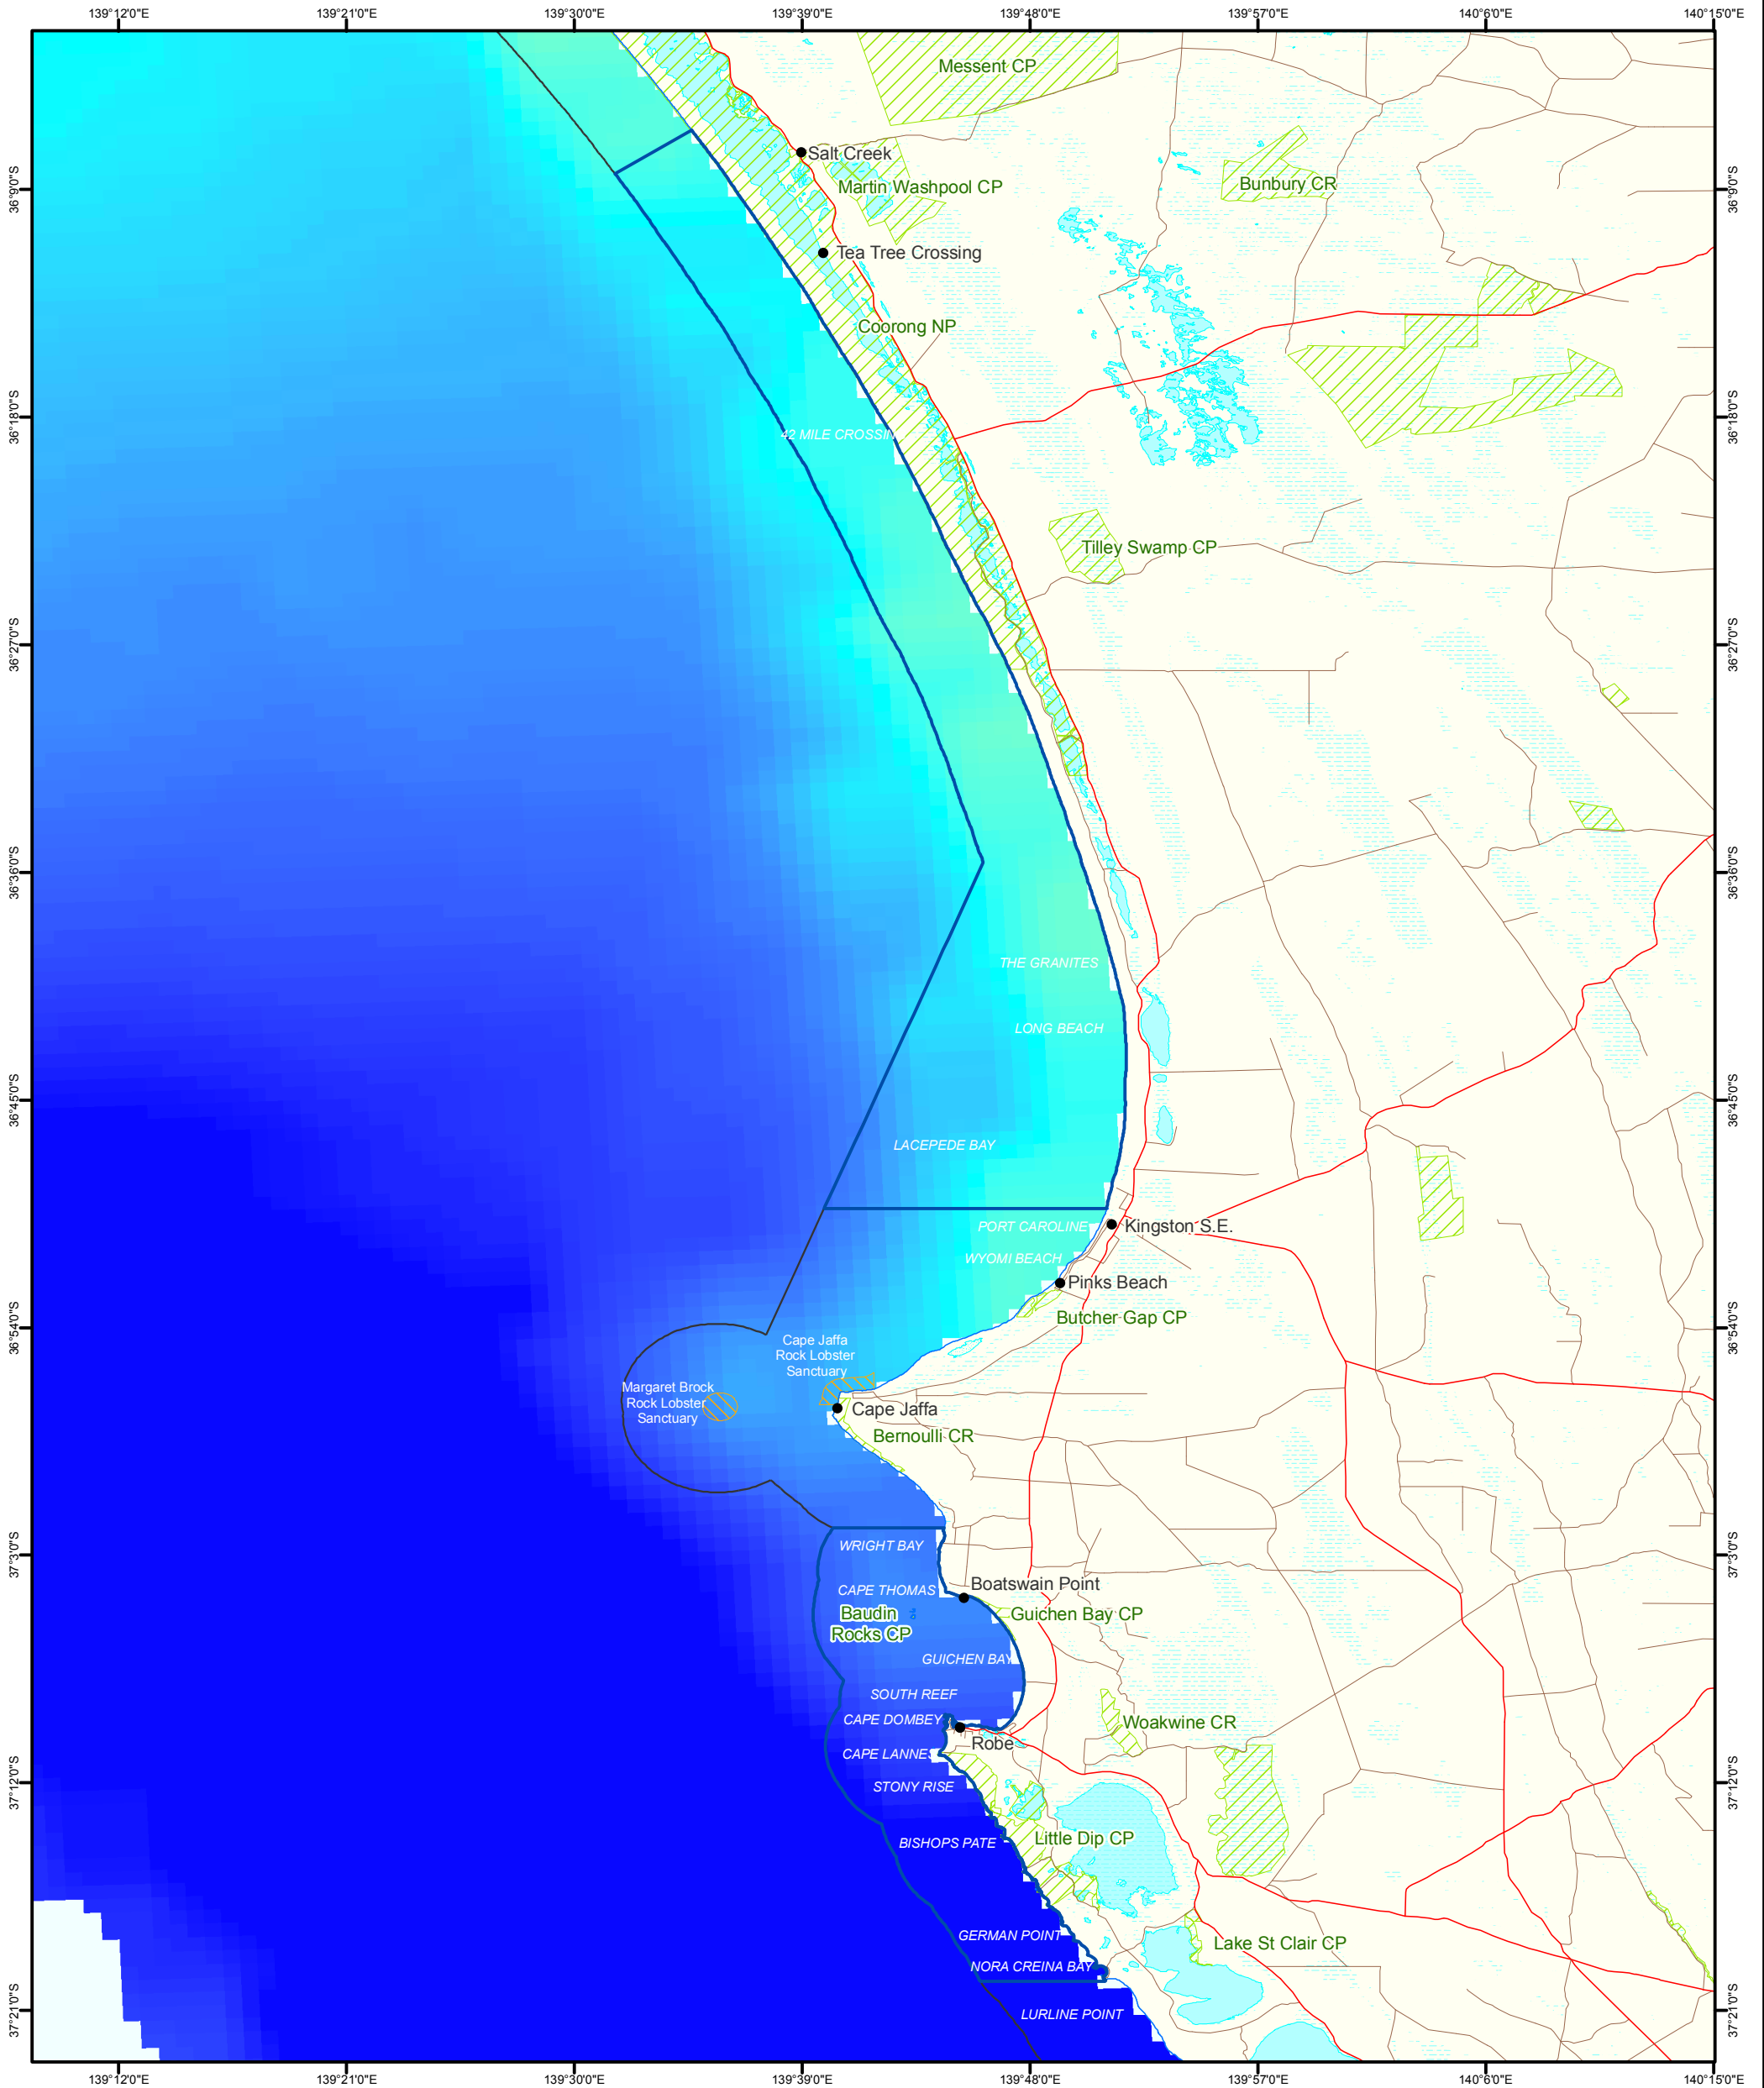 139°12'0"E 139°21'0"E 139°30'0"E 139°39'0"E 139°48'0"E 139°57'0"E 140°6'0"E 140°15'0"E
Messent CP
Salt Creek
36°9'0"S
Martin Washpool CP
Bunbury CR
36°9'0"S
Tea Tree Crossing
Coorong NP
36°18'0"S
42 MILE CROSSIN
36°18'0"S
Tilley Swamp CP
36°27'0"S
36°27'0"S
36°36'0"S
36°36'0"S
THE GRANITES
LONG BEACH
36°45'0"S
36°45'0"S
LACEPEDE BAY
PORT CAROLINE
Kingston S.E.
WYOMI BEACH
Pinks Beach
Butcher Gap CP
36°54'0"S
36°54'0"S
Cape Jaffa
Rock Lobster
Sanctuary
Margaret Brock
Rock Lobster
Sanctuary
Cape Jaffa
Bernoulli CR
37°3'0"S
WRIGHT BAY
37°3'0"S
Boatswain Point
CAPE THOMAS
Baudin
Rocks CP
Guichen Bay CP
GUICHEN BAY
SOUTH REEF
CAPE DOMBEY
Woakwine CR
Robe
CAPE LANNES
37°12'0"S
STONY RISE
37°12'0"S
BISHOPS PATE
Little Dip CP
GERMAN POINT
Lake St Clair CP
NORA CREINA BAY
37°21'0"S
LURLINE POINT
37°21'0"S
139°12'0"E 139°21'0"E 139°30'0"E 139°39'0"E 139°48'0"E 139°57'0"E 140°6'0"E 140°15'0"E